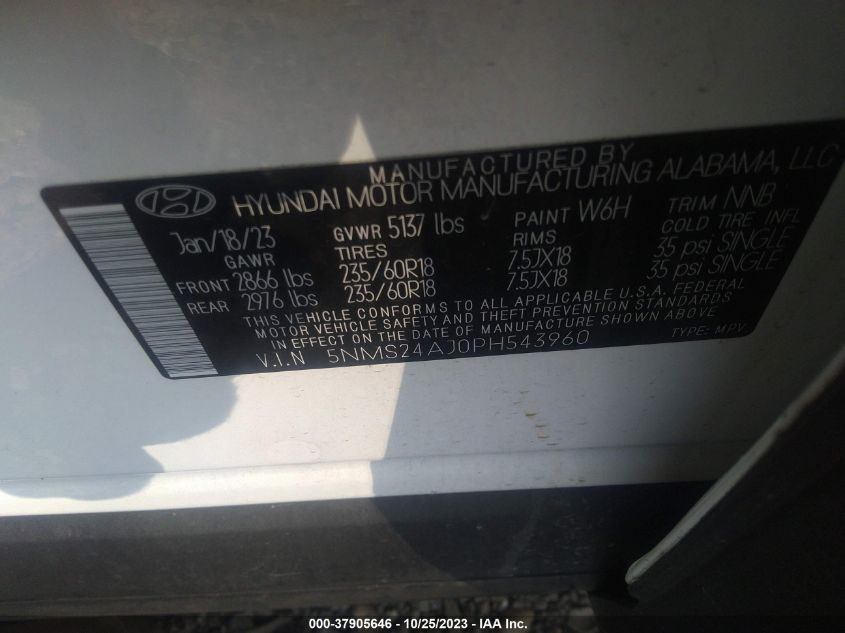 MANUFACTURED BY
HYUNDAI MOTOR MANUFACTURING ALABAMA, LLC
Jan/18/23 GVWR 5137 lbs PAINT W6H TRIM NNB
GAWR TIRES RIMS COLD TIRE INFL
FRONT 2866 lbs 235/60R18 7.5JX18 35 psi SINGLE
REAR 2976 lbs 235/60R18 7.5JX18 35 psi SINGLE
THIS VEHICLE CONFORMS TO ALL APPLICABLE U.S.A. FEDERAL
MOTOR VEHICLE SAFETY AND THEFT PREVENTION STANDARDS
IN EFFECT ON THE DATE OF MANUFACTURE SHOWN ABOVE
V.I.N 5NMS24AJ0PH543960 TYPE: MPV
000-37905646 - 10/25/2023 - IAA Inc.